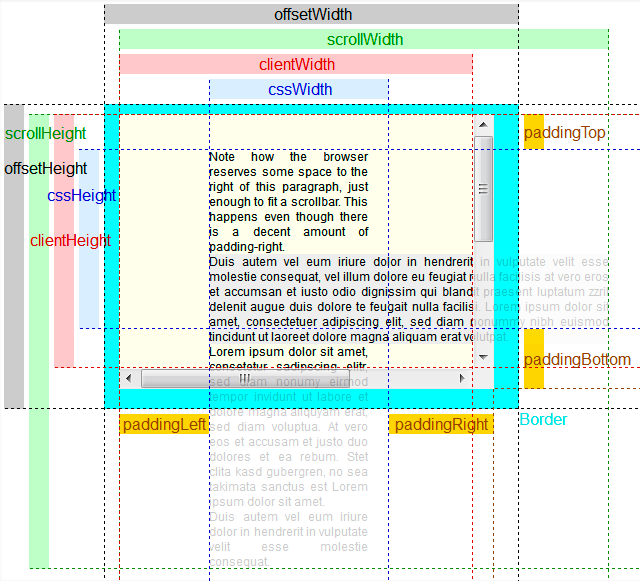 offsetWidth
scrollWidth
clientWidth
cssWidth
scrollHeight
offsetHeight
cssHeight
clientHeight
paddingTop
Note how the browser
reserves some space to the
right of this paragraph, just
enough to fit a scrollbar. This
happens even though there
is a decent amount of
padding-right.
Duis autem vel eum iriure dolor in hendrerit in vulputate velit esse
molestie consequat, vel illum dolore eu feugiat nulla facilisis at vero eros
et accumsan et iusto odio dignissim qui blandit praesent luptatum zzril
delenit augue duis dolore te feugait nulla facilisi. Lorem ipsum dolor sit
amet, consectetuer adipiscing elit, sed diam nonummy nibh euismod
tincidunt ut laoreet dolore magna aliquam erat volutpat.
Lorem ipsum dolor sit amet,
consetetur sadipscing elitr,
sed diam nonumy eirmod
tempor invidunt ut labore et
dolore magna aliquyam erat,
sed diam voluptua. At vero
eos et accusam et justo duo
dolores et ea rebum. Stet
clita kasd gubergren, no sea
takimata sanctus est Lorem
ipsum dolor sit amet.
Duis autem vel eum iriure
dolor in hendrerit in vulputate
velit esse molestie
consequat.
paddingBottom
paddingLeft
paddingRight
Border